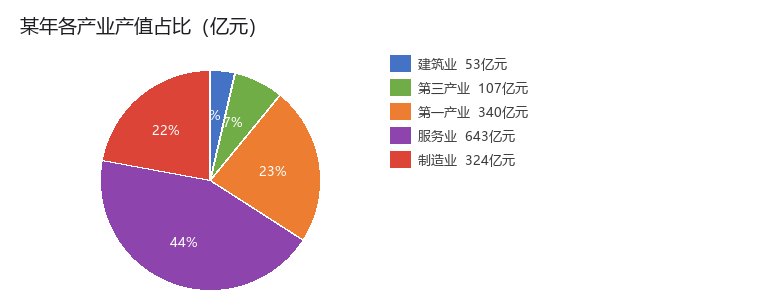 某年各产业产值占比（亿元）
建筑业 53亿元
第三产业 107亿元
第一产业 340亿元
服务业 643亿元
制造业 324亿元
%
7%
22%
23%
44%